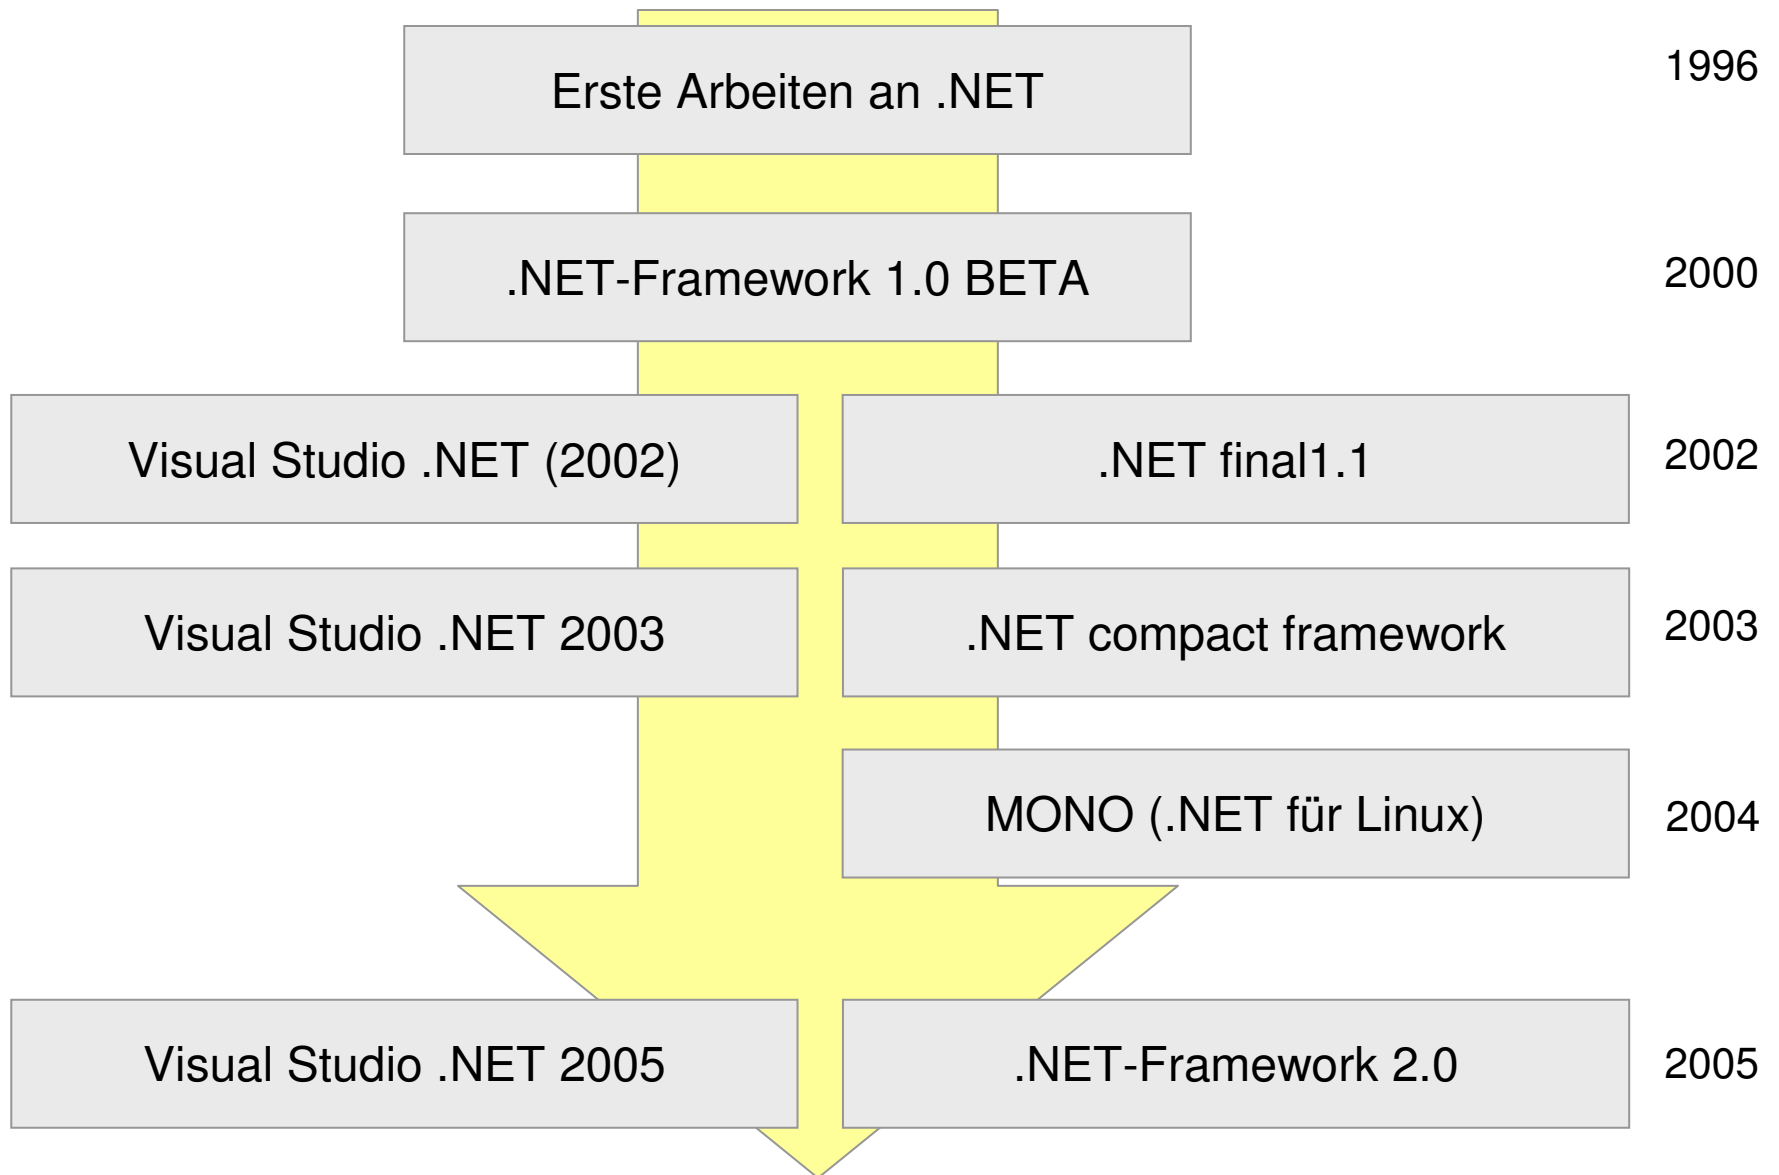 Erste Arbeiten an .NET
1996
.NET-Framework 1.0 BETA
2000
Visual Studio .NET (2002)
.NET final1.1
2002
Visual Studio .NET 2003
.NET compact framework
2003
MONO (.NET für Linux)
2004
Visual Studio .NET 2005
.NET-Framework 2.0
2005